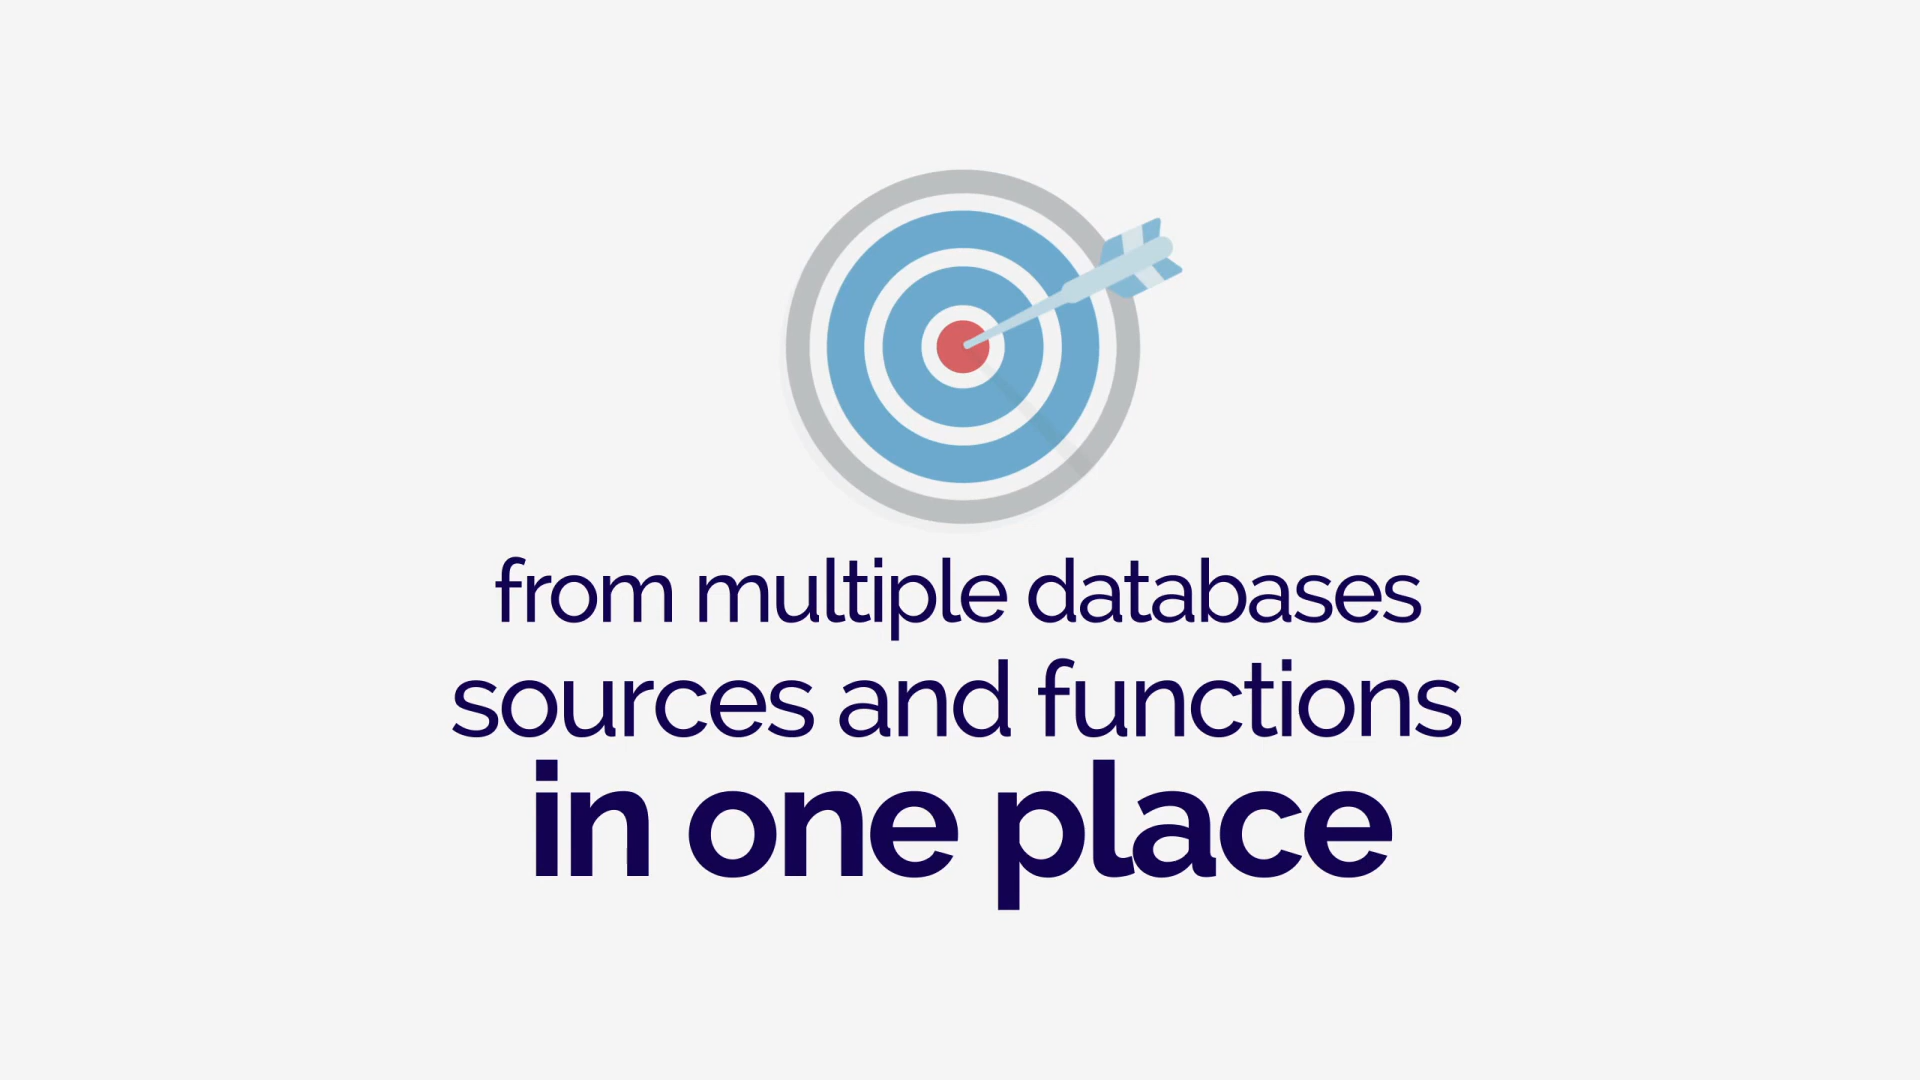 from multiple databases
sources and functions
in one place